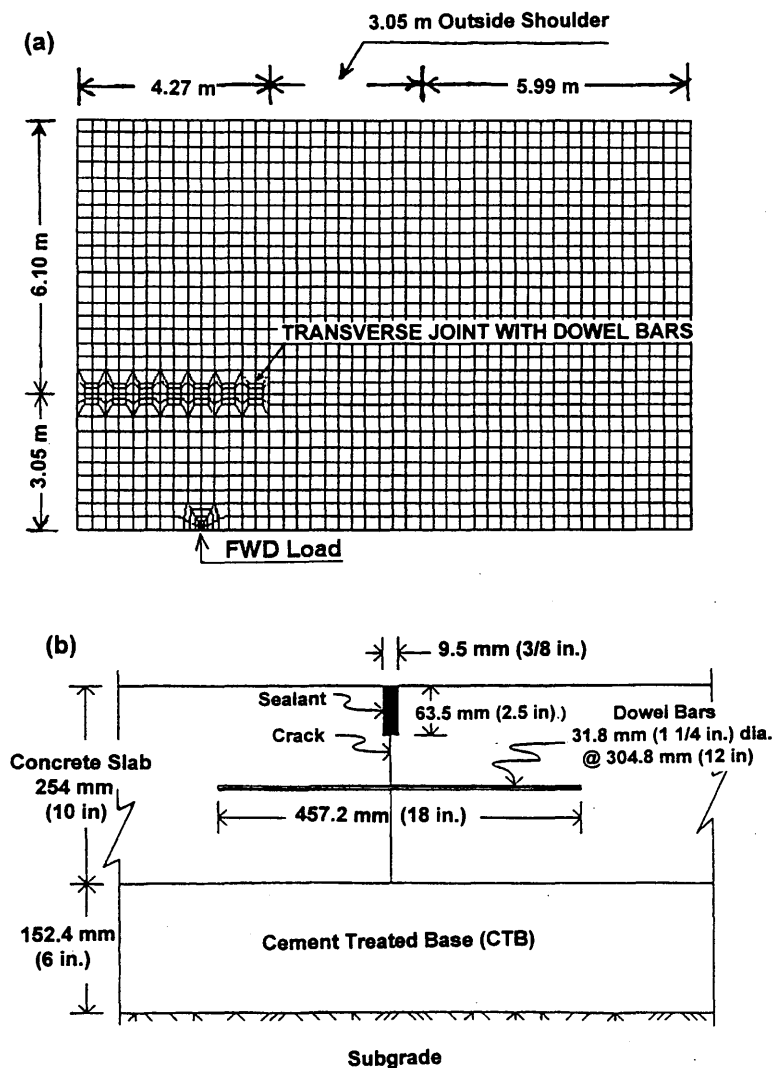 3.05 m Outside Shoulder
(a)
4.27 m
5.99 m
6.10 m
TRANSVERSE JOINT WITH DOWEL BARS
3.05 m
FWD Load
(b)
9.5 mm (3/8 in.)
Sealant
63.5 mm (2.5 in).)
Crack
Dowel Bars
31.8 mm (1 1/4 in.) dia.
@ 304.8 mm (12 in)
Concrete Slab
254 mm
(10 in)
457.2 mm (18 in.)
152.4 mm
(6 in.)
Cement Treated Base (CTB)
Subgrade